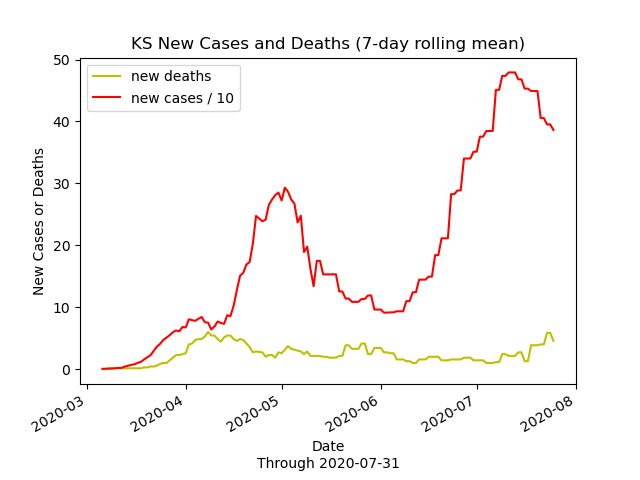 KS New Cases and Deaths (7-day rolling mean)
new deaths
new cases / 10
New Cases or Deaths
50
40
30
20
10
0
2020-03
2020-04
2020-05
2020-06
2020-07
2020-08
Date
Through 2020-07-31